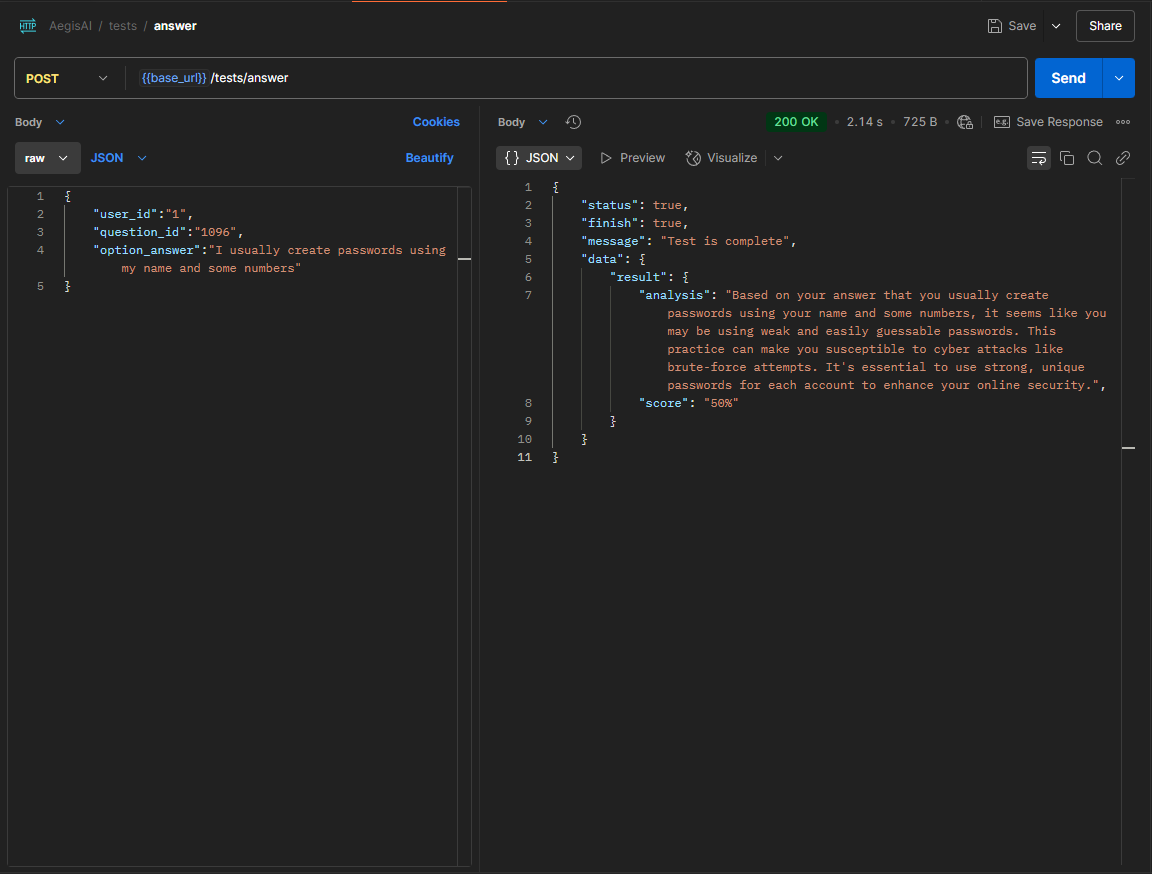 HTTP AegisAI / tests / answer Save Share
POST {{base_url}} /tests/answer Send
Body Cookies
raw JSON Beautify
1 {
2 "user_id":"1",
3 "question_id":"1096",
4 "option_answer":"I usually create passwords using
my name and some numbers"
5 }
Body 200 OK • 2.14 s • 725 B • e.g. Save Response
{} JSON Preview Visualize
1 {
2 "status": true,
3 "finish": true,
4 "message": "Test is complete",
5 "data": {
6 "result": {
7 "analysis": "Based on your answer that you usually create
passwords using your name and some numbers, it seems like you
may be using weak and easily guessable passwords. This
practice can make you susceptible to cyber attacks like
brute-force attempts. It's essential to use strong, unique
passwords for each account to enhance your online security.",
8 "score": "50%"
9 }
10 }
11 }